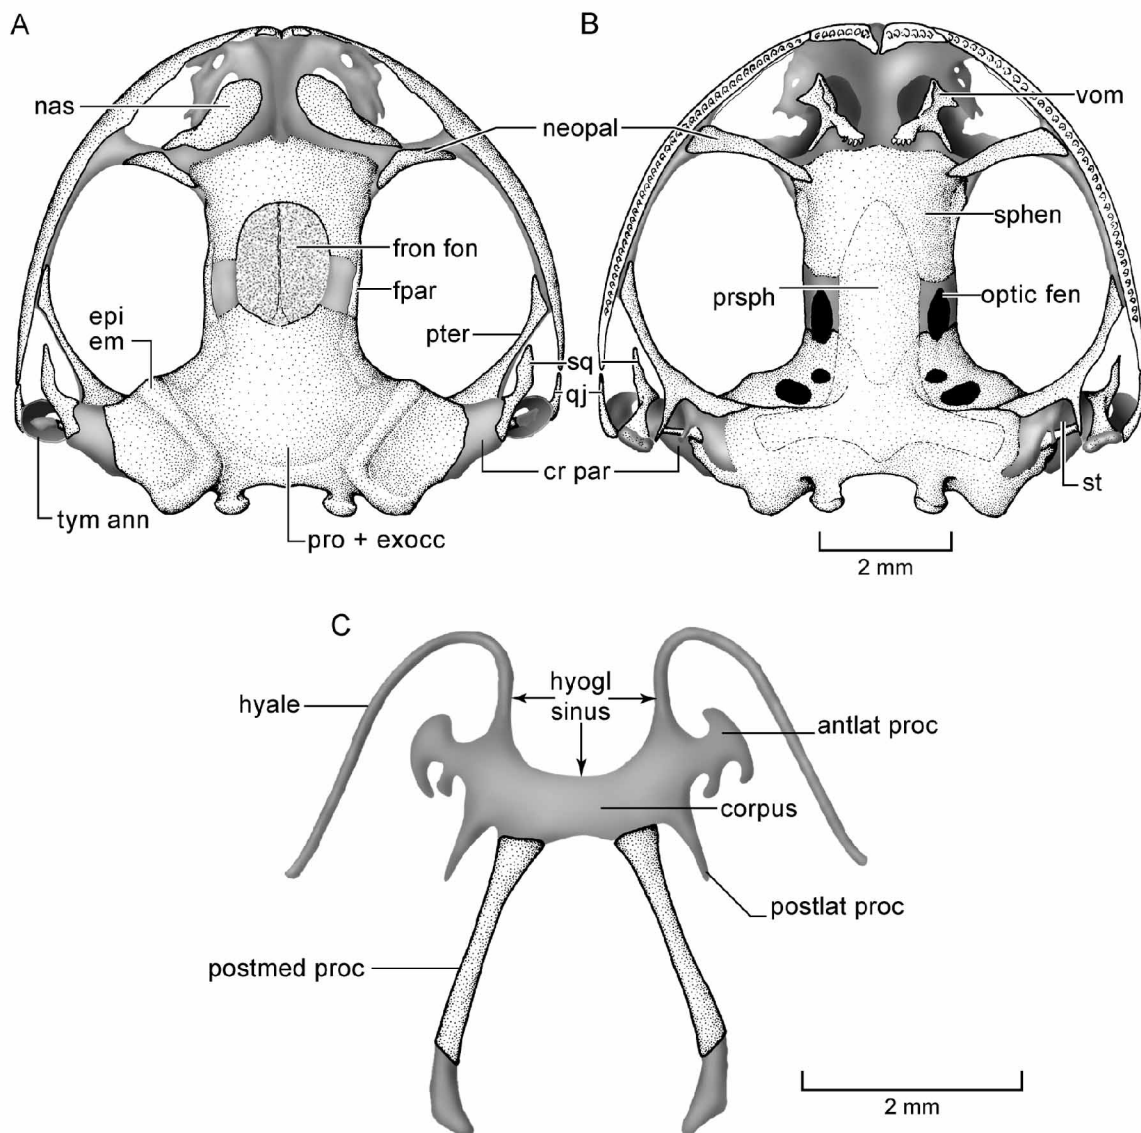 A
B
nas
neopal
vom
fron fon
sphen
fpar
prsph
optic fen
epi
em
pter
sq
qj
cr par
st
tym ann
pro + exocc
2 mm
C
hyale
hyogl
sinus
antlat proc
corpus
postlat proc
postmed proc
2 mm